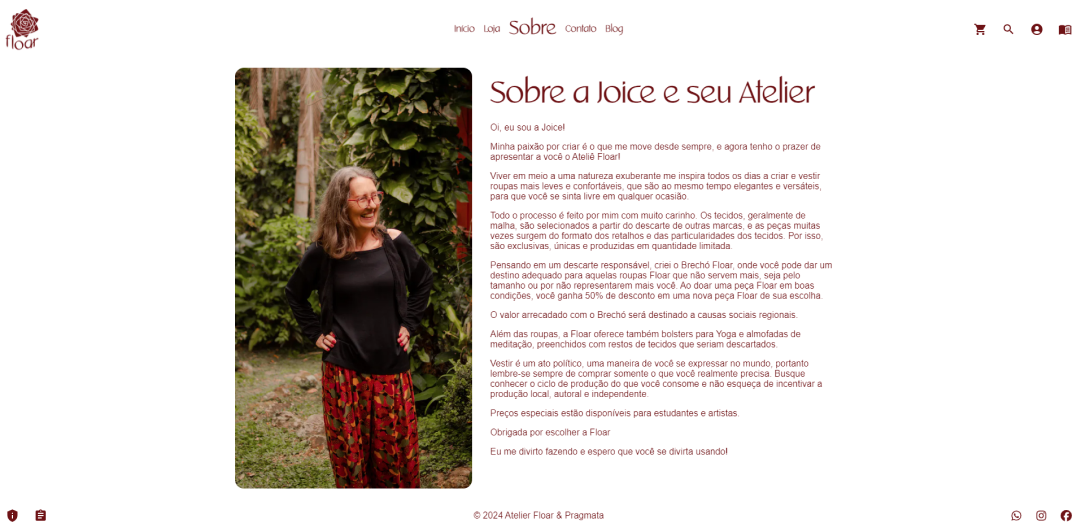 floar
Início Loja Sobre Contato Blog
Sobre a Joice e seu Atelier
Oi, eu sou a Joice!
Minha paixão por criar é o que me move desde sempre, e agora tenho o prazer de
apresentar a você o Ateliê Floar!
Viver em meio a uma natureza exuberante me inspira todos os dias a criar e vestir
roupas mais leves e confortáveis, que são ao mesmo tempo elegantes e versáteis,
para que você se sinta livre em qualquer ocasião.
Todo o processo é feito por mim com muito carinho. Os tecidos, geralmente de
malha, são selecionados a partir do descarte de outras marcas, e as peças muitas
vezes surgem do formato dos retalhos e das particularidades dos tecidos. Por isso,
são exclusivas, únicas e produzidas em quantidade limitada.
Pensando em um descarte responsável, criei o Brechó Floar, onde você pode dar um
destino adequado para aquelas roupas Floar que não servem mais, seja pelo
tamanho ou por não representarem mais você. Ao doar uma peça Floar em boas
condições, você ganha 50% de desconto em uma nova peça Floar de sua escolha.
O valor arrecadado com o Brechó será destinado a causas sociais regionais.
Além das roupas, a Floar oferece também bolsters para Yoga e almofadas de
meditação, preenchidos com restos de tecidos que seriam descartados.
Vestir é um ato político, uma maneira de você se expressar no mundo, portanto
lembre-se sempre de comprar somente o que você realmente precisa. Busque
conhecer o ciclo de produção do que você consome e não esqueça de incentivar a
produção local, autoral e independente.
Preços especiais estão disponíveis para estudantes e artistas.
Obrigada por escolher a Floar
Eu me divirto fazendo e espero que você se divirta usando!
© 2024 Atelier Floar & Pragmata